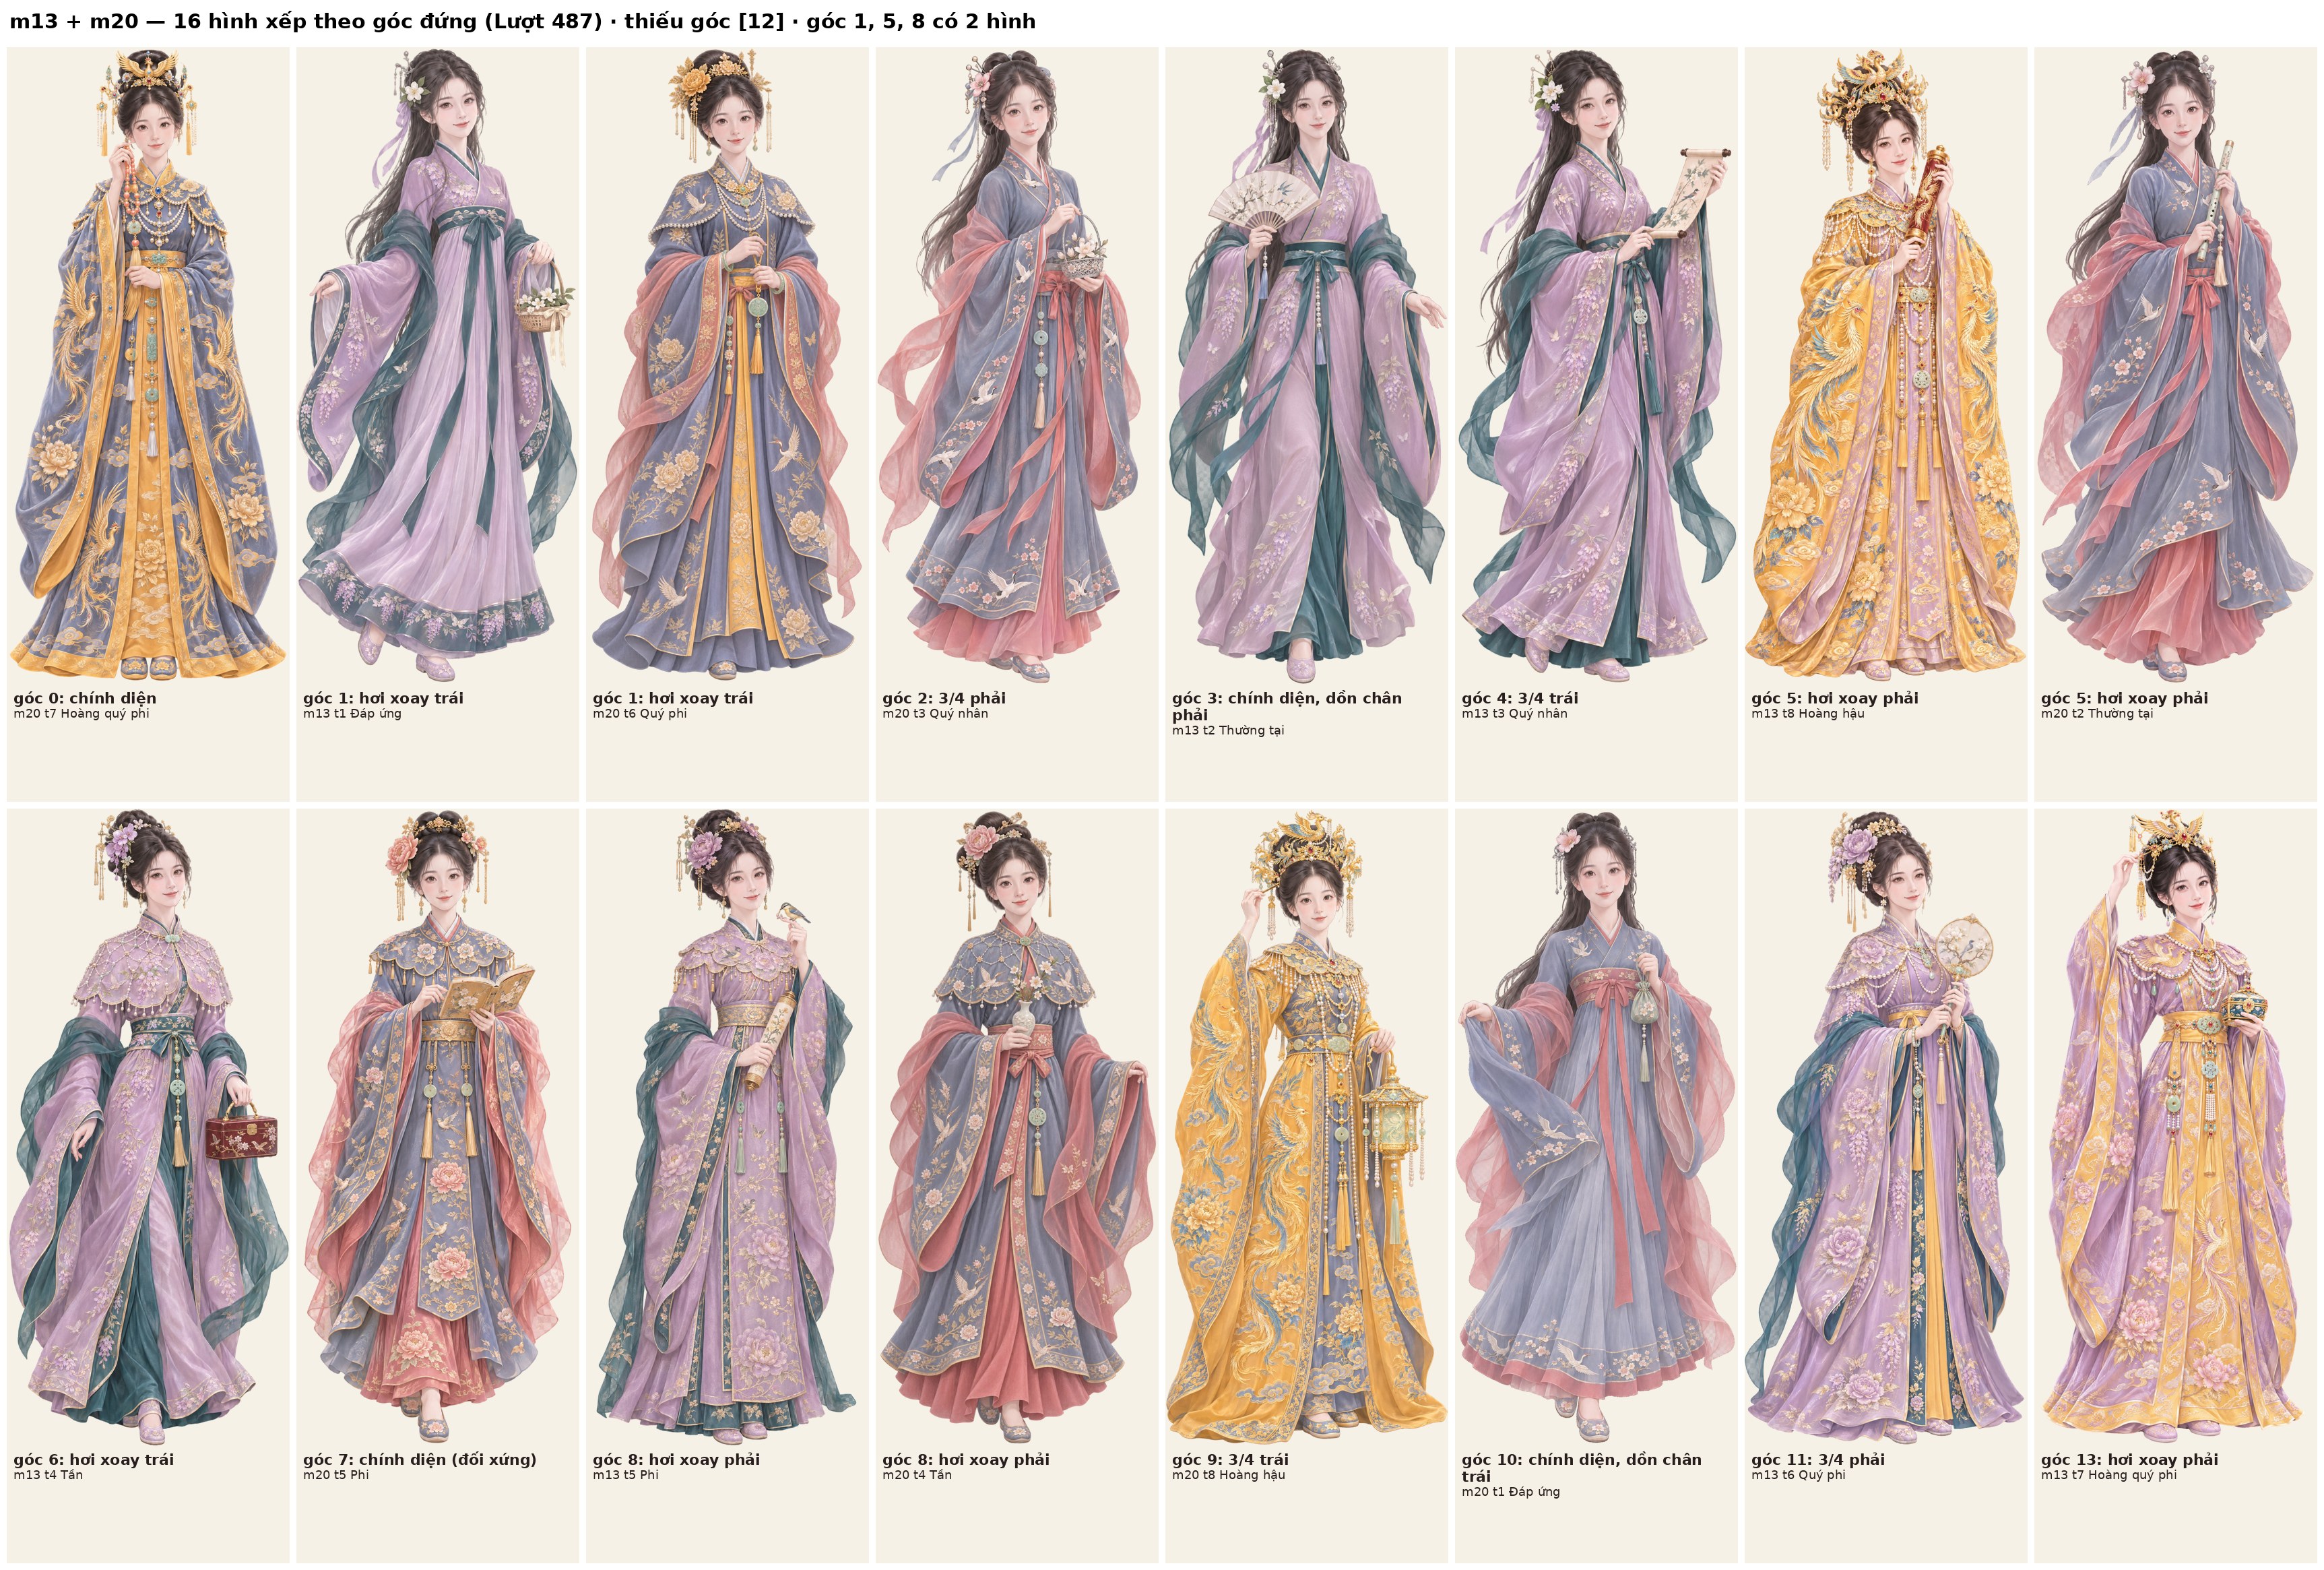 m13 + m20 — 16 hình xếp theo góc đứng (Lượt 487) · thiếu góc [12] · góc 1, 5, 8 có 2 hình
góc 0: chính diện
m20 t7 Hoàng quý phi
góc 1: hơi xoay trái
m13 t1 Đáp ứng
góc 1: hơi xoay trái
m20 t6 Quý phi
góc 2: 3/4 phải
m20 t3 Quý nhân
góc 3: chính diện, dồn chân
phải
m13 t2 Thường tại
góc 4: 3/4 trái
m13 t3 Quý nhân
góc 5: hơi xoay phải
m13 t8 Hoàng hậu
góc 5: hơi xoay phải
m20 t2 Thường tại
góc 6: hơi xoay trái
m13 t4 Tần
góc 7: chính diện (đối xứng)
m20 t5 Phi
góc 8: hơi xoay phải
m13 t5 Phi
góc 8: hơi xoay phải
m20 t4 Tần
góc 9: 3/4 trái
m20 t8 Hoàng hậu
góc 10: chính diện, dồn chân
trái
m20 t1 Đáp ứng
góc 11: 3/4 phải
m13 t6 Quý phi
góc 13: hơi xoay phải
m13 t7 Hoàng quý phi